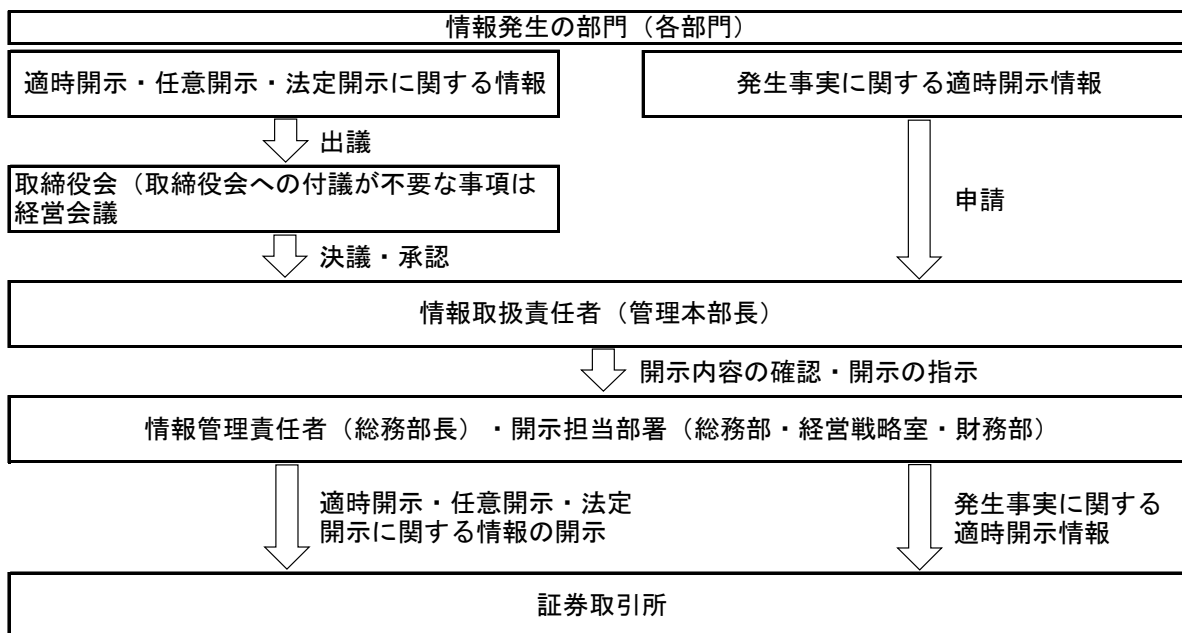 情報発生の部門（各部門）
適時開示・任意開示・法定開示に関する情報
発生事実に関する適時開示情報
出議
取締役会（取締役会への付議が不要な事項は
経営会議
申請
決議・承認
情報取扱責任者（管理本部長）
開示内容の確認・開示の指示
情報管理責任者（総務部長）・開示担当部署（総務部・経営戦略室・財務部）
適時開示・任意開示・法定
開示に関する情報の開示
発生事実に関する
適時開示情報
証券取引所